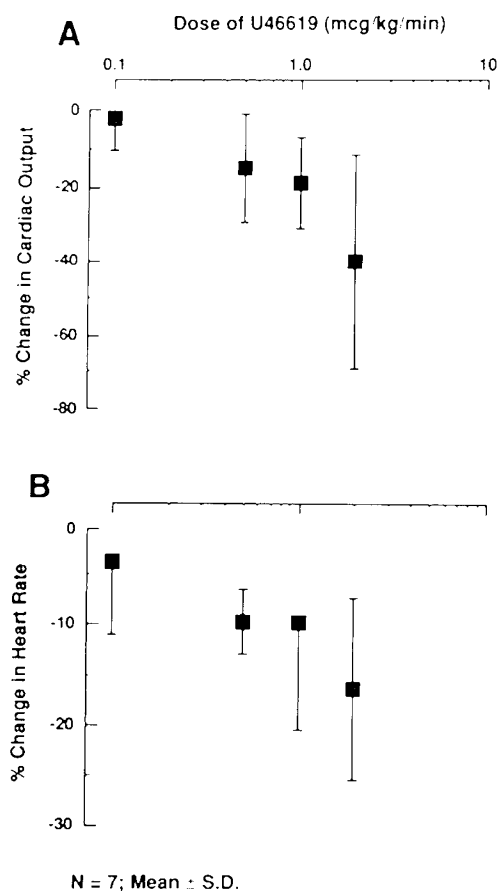 A
Dose of U46619 (mcg/kg/min)
0.1 1.0 10
0
-20
-40
-60
-80
% Change in Cardiac Output
B
0
-10
-20
-30
% Change in Heart Rate
N = 7; Mean ± S.D.